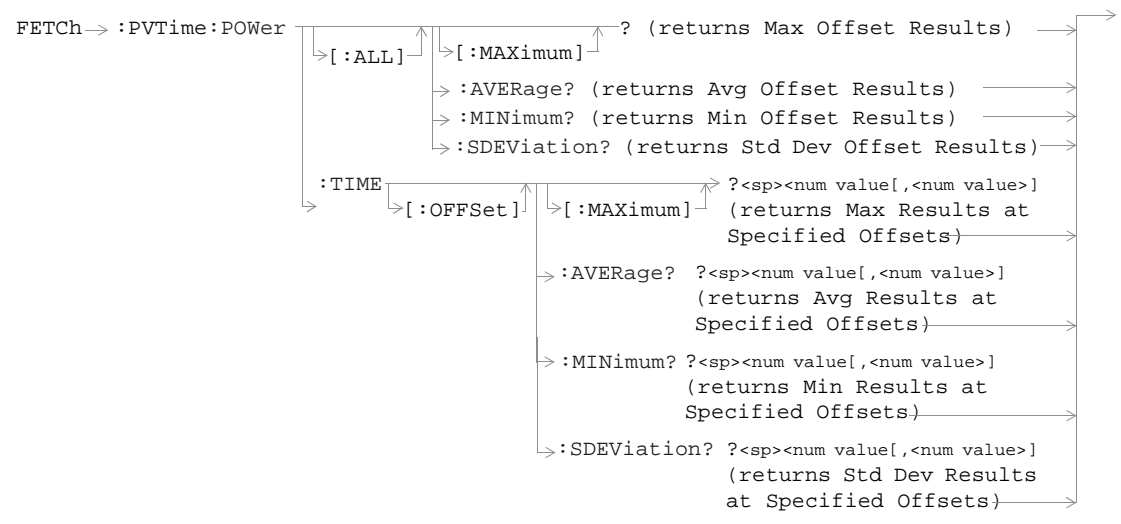 FETCh :PVTime:POWer ? (returns Max Offset Results)
[:ALL] [:MAXimum]
:AVERage? (returns Avg Offset Results)
:MINimum? (returns Min Offset Results)
:SDEViation? (returns Std Dev Offset Results)
:TIME ?<sp><num value[,<num value>]
[:OFFSet] [:MAXimum] (returns Max Results at
Specified Offsets)
:AVERage? ?<sp><num value[,<num value>]
(returns Avg Results at
Specified Offsets)
:MINimum? ?<sp><num value[,<num value>]
(returns Min Results at
Specified Offsets)
:SDEViation? ?<sp><num value[,<num value>]
(returns Std Dev Results
at Specified Offsets)